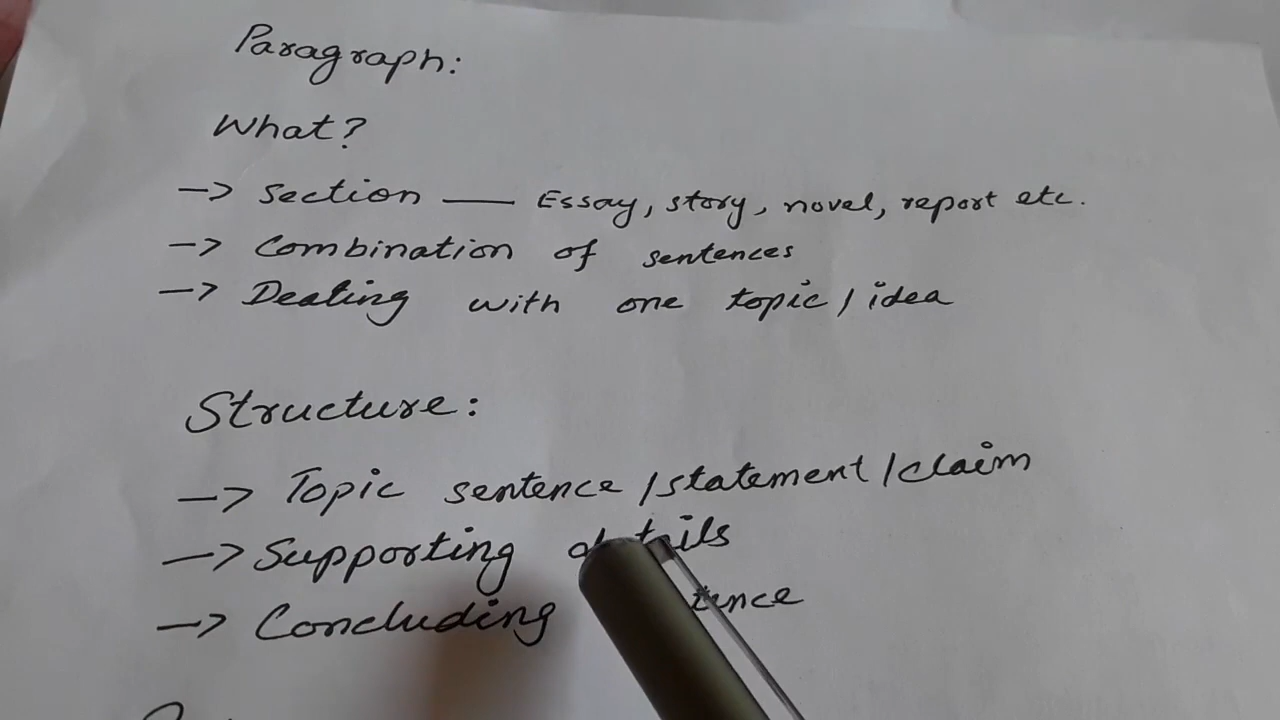 Paragraph:
What?
—> Section —— Essay, story, novel, report etc.
—> Combination of sentences
—> Dealing with one topic / idea
Structure:
—> Topic sentence / statement / claim
—> Supporting details
—> Concluding